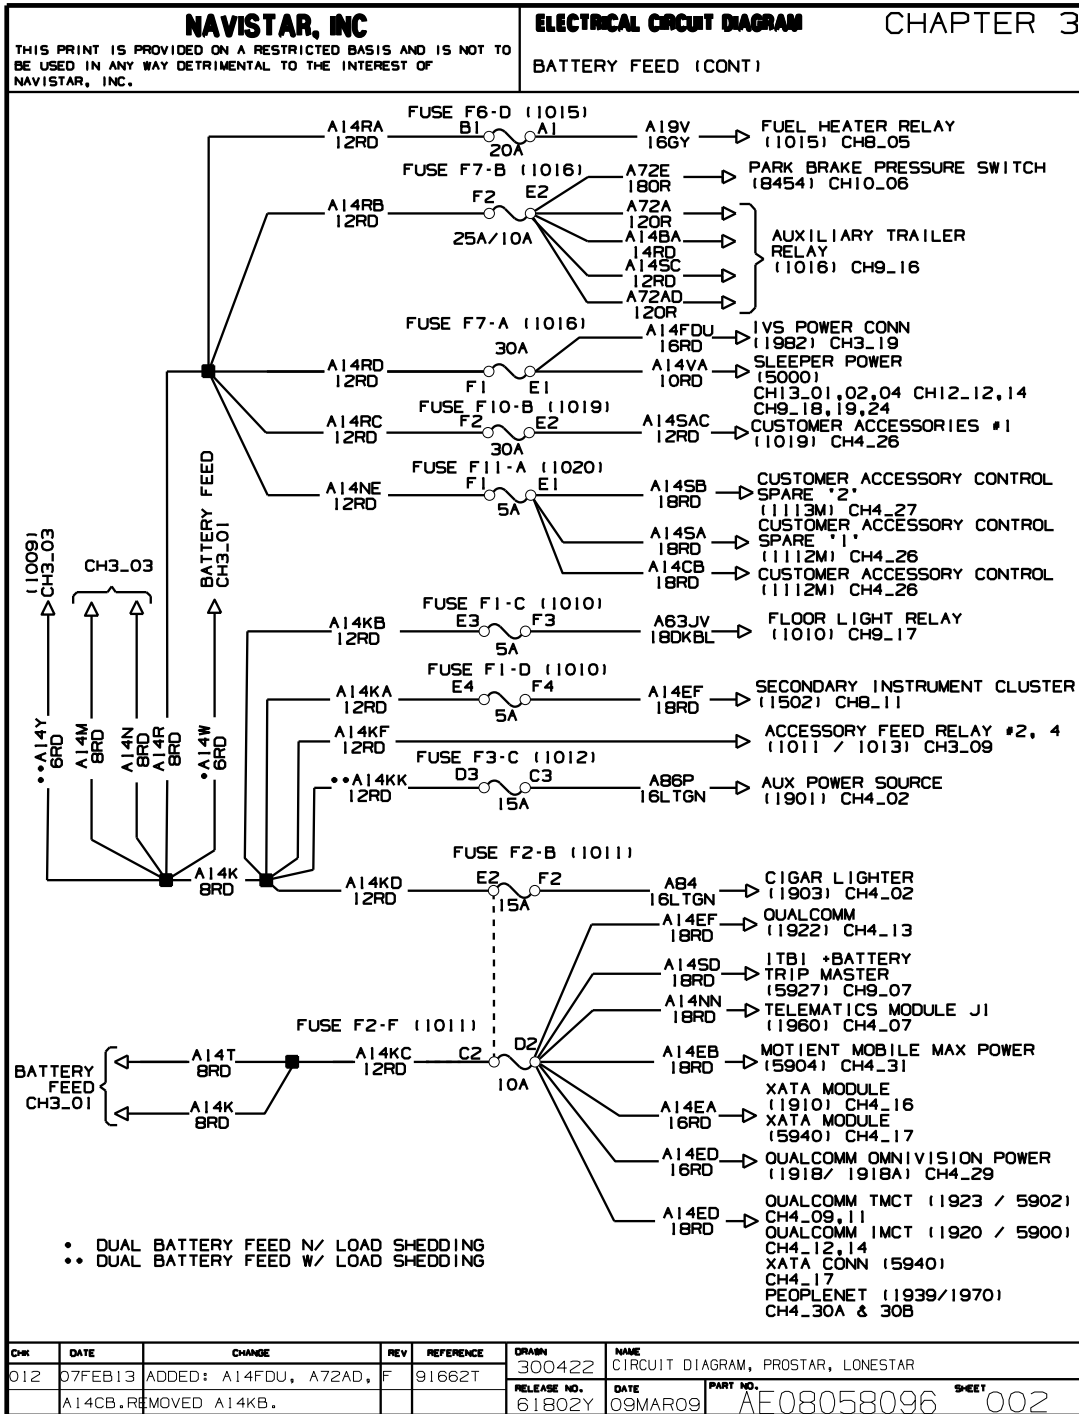 NAVISTAR, INC
THIS PRINT IS PROVIDED ON A RESTRICTED BASIS AND IS NOT TO
BE USED IN ANY WAY DETRIMENTAL TO THE INTEREST OF
NAVISTAR, INC.
ELECTRICAL CIRCUIT DIAGRAM
CHAPTER 3
BATTERY FEED (CONT)
FUSE F6-D (1015)
A14RA
12RD
B1
A1
20A
A19V
16GY
FUEL HEATER RELAY
(1015) CH8_05
FUSE F7-B (1016)
A14RB
12RD
F2
E2
25A/10A
A72E
18OR
PARK BRAKE PRESSURE SWITCH
(8454) CH10_06
A72A
12OR
A14BA
14RD
A14SC
12RD
A72AD
12OR
AUXILIARY TRAILER
RELAY
(1016) CH9_16
FUSE F7-A (1016)
30A
A14RD
12RD
F1
E1
A14FDU
16RD
IVS POWER CONN
(1982) CH3_19
A14VA
10RD
SLEEPER POWER
(5000)
CH13_01,02,04 CH12_12,14
CH9_18,19,24
FUSE F10-B (1019)
A14RC
12RD
F2
E2
30A
A14SAC
12RD
CUSTOMER ACCESSORIES #1
(1019) CH4_26
FUSE F11-A (1020)
A14NE
12RD
F1
E1
5A
A14SB
18RD
CUSTOMER ACCESSORY CONTROL
SPARE '2'
(1113M) CH4_27
A14SA
18RD
CUSTOMER ACCESSORY CONTROL
SPARE '1'
(1112M) CH4_26
A14CB
18RD
CUSTOMER ACCESSORY CONTROL
(1112M) CH4_26
(1009)
CH3_03
CH3_03
BATTERY FEED
CH3_01
FUSE F1-C (1010)
A14KB
12RD
E3
F3
5A
A63JV
18DKBL
FLOOR LIGHT RELAY
(1010) CH9_17
FUSE F1-D (1010)
A14KA
12RD
E4
F4
5A
A14EF
18RD
SECONDARY INSTRUMENT CLUSTER
(1502) CH8_11
••A14Y
6RD
A14M
8RD
A14N
8RD
A14R
8RD
•A14W
6RD
A14KF
12RD
ACCESSORY FEED RELAY #2, 4
(1011 / 1013) CH3_09
FUSE F3-C (1012)
••A14KK
12RD
D3
C3
15A
A86P
16LTGN
AUX POWER SOURCE
(1901) CH4_02
FUSE F2-B (1011)
A14K
8RD
A14KD
12RD
E2
F2
15A
A84
16LTGN
CIGAR LIGHTER
(1903) CH4_02
A14EF
18RD
QUALCOMM
(1922) CH4_13
A14SD
18RD
ITBI +BATTERY
TRIP MASTER
(5927) CH9_07
A14NN
18RD
TELEMATICS MODULE J1
(1960) CH4_07
FUSE F2-F (1011)
BATTERY
FEED
CH3_01
A14T
8RD
A14K
8RD
A14KC
12RD
C2
D2
10A
A14EB
18RD
MOTIENT MOBILE MAX POWER
(5904) CH4_31
A14EA
16RD
XATA MODULE
(1910) CH4_16
XATA MODULE
(5940) CH4_17
A14ED
16RD
QUALCOMM OMNIVISION POWER
(1918/ 1918A) CH4_29
A14ED
18RD
QUALCOMM TMCT (1923 / 5902)
CH4_09,11
QUALCOMM IMCT (1920 / 5900)
CH4_12,14
XATA CONN (5940)
CH4_17
PEOPLENET (1939/1970)
CH4_30A & 30B
• DUAL BATTERY FEED N/ LOAD SHEDDING
•• DUAL BATTERY FEED W/ LOAD SHEDDING
CHK DATE CHANGE REV REFERENCE
012 07FEB13 ADDED: A14FDU, A72AD, F 91662T
A14CB.REMOVED A14KB.
DRAWN
300422
NAME
CIRCUIT DIAGRAM, PROSTAR, LONESTAR
RELEASE NO.
61802Y
DATE
09MAR09
PART NO.
AE08058096
SHEET
002